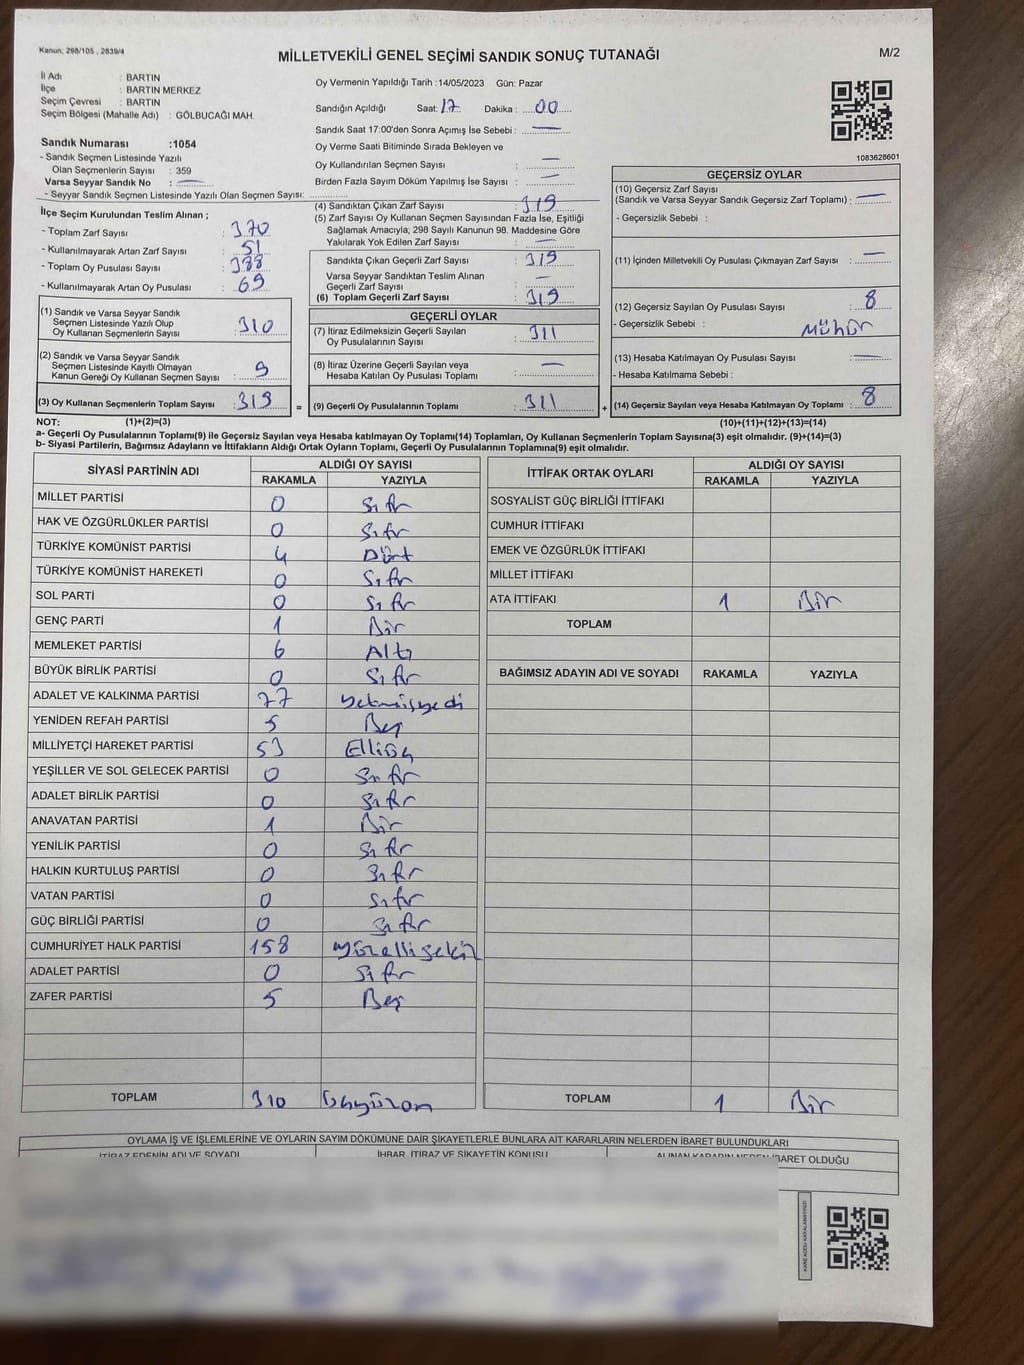 Kanun: 298/105 , 2839/4
MİLLETVEKİLİ GENEL SEÇİMİ SANDIK SONUÇ TUTANAĞI
M/2
İl Adı : BARTIN
İlçe : BARTIN MERKEZ
Seçim Çevresi : BARTIN
Seçim Bölgesi (Mahalle Adı) : GÖLBUCAĞI MAH.
Oy Vermenin Yapıldığı Tarih :14/05/2023 Gün: Pazar
Sandığın Açıldığı Saat: 17 Dakika : 00
Sandık Saat 17:00'den Sonra Açımış İse Sebebi : —
Oy Verme Saati Bitiminde Sırada Bekleyen ve
Oy Kullandırılan Seçmen Sayısı : —
Birden Fazla Sayım Döküm Yapılmış İse Sayısı : —
1083628601
Sandık Numarası :1054
- Sandık Seçmen Listesinde Yazılı
Olan Seçmenlerin Sayısı : 359
Varsa Seyyar Sandık No : —
- Seyyar Sandık Seçmen Listesinde Yazılı Olan Seçmen Sayısı:
İlçe Seçim Kurulundan Teslim Alınan ;
- Toplam Zarf Sayısı : 370
- Kullanılmayarak Artan Zarf Sayısı : 51
- Toplam Oy Pusulası Sayısı : 388
- Kullanılmayarak Artan Oy Pusulası : 69
(1) Sandık ve Varsa Seyyar Sandık
Seçmen Listesinde Yazılı Olup
Oy Kullanan Seçmenlerin Sayısı : 310
(2) Sandık ve Varsa Seyyar Sandık
Seçmen Listesinde Kayıtlı Olmayan
Kanun Gereği Oy Kullanan Seçmen Sayısı : 9
(3) Oy Kullanan Seçmenlerin Toplam Sayısı : 319 =
(4) Sandıktan Çıkan Zarf Sayısı : 319
(5) Zarf Sayısı Oy Kullanan Seçmen Sayısından Fazla İse, Eşitliği
Sağlamak Amacıyla; 298 Sayılı Kanunun 98. Maddesine Göre
Yakılarak Yok Edilen Zarf Sayısı : —
Sandıkta Çıkan Geçerli Zarf Sayısı : 319
Varsa Seyyar Sandıktan Teslim Alınan
Geçerli Zarf Sayısı : —
(6) Toplam Geçerli Zarf Sayısı : 319
GEÇERLİ OYLAR
(7) İtiraz Edilmeksizin Geçerli Sayılan
Oy Pusulalarının Sayısı : 311
(8) İtiraz Üzerine Geçerli Sayılan veya
Hesaba Katılan Oy Pusulası Toplamı : —
(9) Geçerli Oy Pusulalarının Toplamı : 311 +
GEÇERSİZ OYLAR
(10) Geçersiz Zarf Sayısı
(Sandık ve Varsa Seyyar Sandık Geçersiz Zarf Toplamı) : —
- Geçersizlik Sebebi :
(11) İçinden Milletvekili Oy Pusulası Çıkmayan Zarf Sayısı : —
(12) Geçersiz Sayılan Oy Pusulası Sayısı : 8
- Geçersizlik Sebebi : Mühür
(13) Hesaba Katılmayan Oy Pusulası Sayısı : —
- Hesaba Katılmama Sebebi :
(14) Geçersiz Sayılan veya Hesaba Katılmayan Oy Toplamı : 8
NOT: (1)+(2)=(3) (10)+(11)+(12)+(13)=(14)
a- Geçerli Oy Pusulalarının Toplamı(9) ile Geçersiz Sayılan veya Hesaba katılmayan Oy Toplamı(14) Toplamları, Oy Kullanan Seçmenlerin Toplam Sayısına(3) eşit olmalıdır. (9)+(14)=(3)
b- Siyasi Partilerin, Bağımsız Adayların ve İttifakların Aldığı Ortak Oyların Toplamı, Geçerli Oy Pusulalarının Toplamına(9) eşit olmalıdır.
SİYASİ PARTİNİN ADI ALDIĞI OY SAYISI
RAKAMLA YAZIYLA
MİLLET PARTİSİ 0 Sıfır
HAK VE ÖZGÜRLÜKLER PARTİSİ 0 Sıfır
TÜRKİYE KOMÜNİST PARTİSİ 4 Dört
TÜRKİYE KOMÜNİST HAREKETİ 0 Sıfır
SOL PARTİ 0 Sıfır
GENÇ PARTİ 1 Bir
MEMLEKET PARTİSİ 6 Altı
BÜYÜK BİRLİK PARTİSİ 0 Sıfır
ADALET VE KALKINMA PARTİSİ 77 yetmişyedi
YENİDEN REFAH PARTİSİ 5 Beş
MİLLİYETÇİ HAREKET PARTİSİ 53 Elliüç
YEŞİLLER VE SOL GELECEK PARTİSİ 0 Sıfır
ADALET BİRLİK PARTİSİ 0 Sıfır
ANAVATAN PARTİSİ 1 Bir
YENİLİK PARTİSİ 0 Sıfır
HALKIN KURTULUŞ PARTİSİ 0 Sıfır
VATAN PARTİSİ 0 Sıfır
GÜÇ BİRLİĞİ PARTİSİ 0 Sıfır
CUMHURİYET HALK PARTİSİ 158 yüzellisekiz
ADALET PARTİSİ 0 Sıfır
ZAFER PARTİSİ 5 Beş
TOPLAM 310 üçyüzon
İTTİFAK ORTAK OYLARI ALDIĞI OY SAYISI
RAKAMLA YAZIYLA
SOSYALİST GÜÇ BİRLİĞİ İTTİFAKI
CUMHUR İTTİFAKI
EMEK VE ÖZGÜRLÜK İTTİFAKI
MİLLET İTTİFAKI
ATA İTTİFAKI 1 Bir
TOPLAM
BAĞIMSIZ ADAYIN ADI VE SOYADI RAKAMLA YAZIYLA
TOPLAM 1 Bir
OYLAMA İŞ VE İŞLEMLERİNE VE OYLARIN SAYIM DÖKÜMÜNE DAİR ŞİKAYETLERLE BUNLARA AİT KARARLARIN NELERDEN İBARET BULUNDUKLARI
İTİRAZ EDENİN ADI VE SOYADI İHBAR, İTİRAZ VE ŞİKAYETİN KONUSU ALINAN KARARIN NEDEN İBARET OLDUĞU
KARE KODU KARALAMAYINIZ!